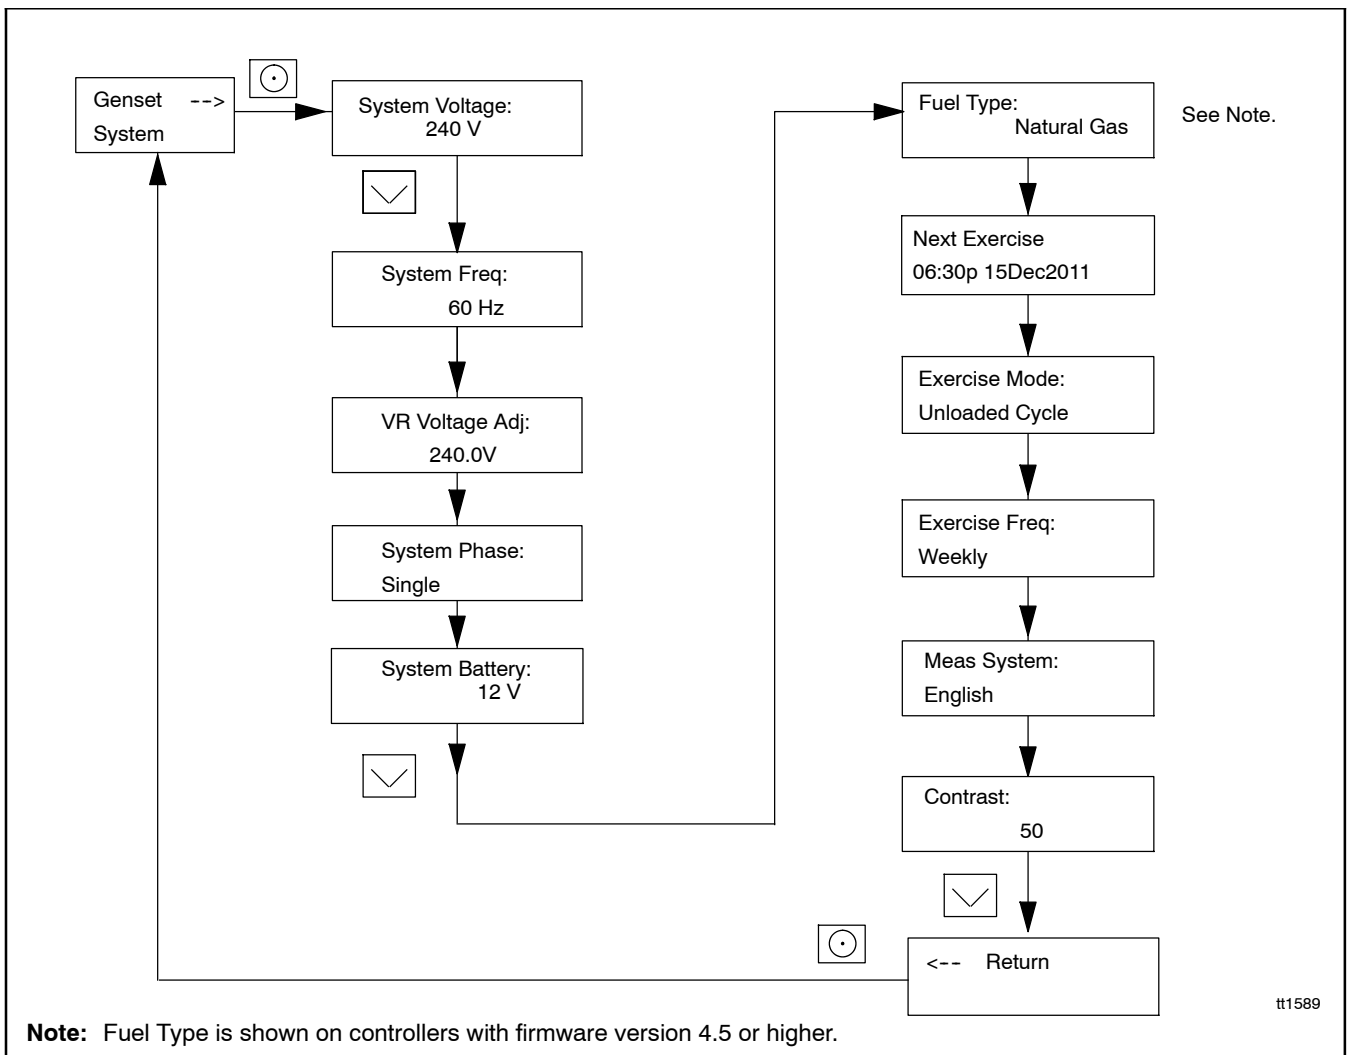 Genset -->
System
System Voltage:
240 V
System Freq:
60 Hz
VR Voltage Adj:
240.0V
System Phase:
Single
System Battery:
12 V
Fuel Type:
Natural Gas
See Note.
Next Exercise
06:30p 15Dec2011
Exercise Mode:
Unloaded Cycle
Exercise Freq:
Weekly
Meas System:
English
Contrast:
50
<-- Return
tt1589
Note: Fuel Type is shown on controllers with firmware version 4.5 or higher.